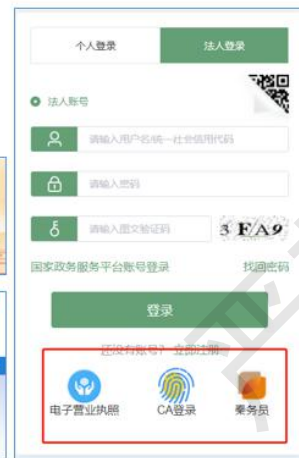 个人登录
法人登录
法人账号
请输入用户名/统一社会信用代码
请输入密码
请输入图文验证码
3 FA9
国家政务服务平台账号登录
找回密码
登录
还没有账号？ 立即注册
电子营业执照
CA登录
秦务员